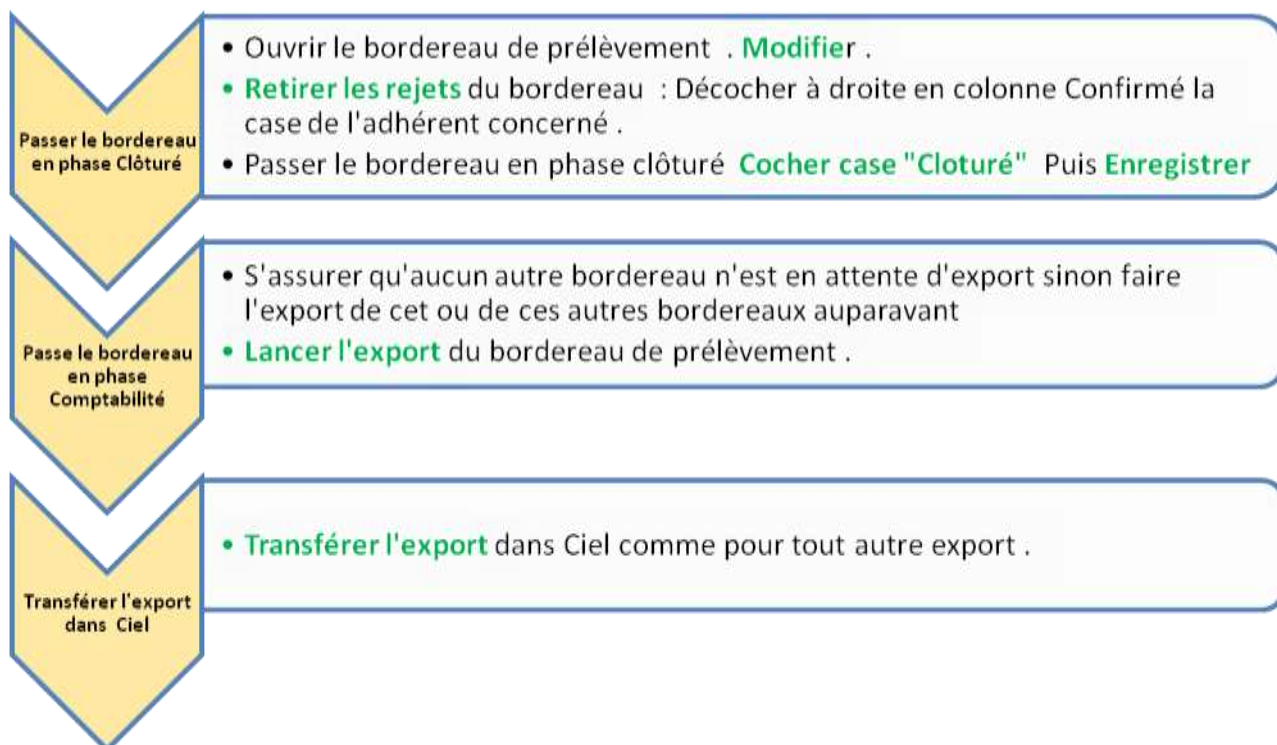 Passer le bordereau
en phase Clôturé
• Ouvrir le bordereau de prélèvement . Modifier .
• Retirer les rejets du bordereau : Décocher à droite en colonne Confirmé la
case de l'adhérent concerné .
• Passer le bordereau en phase clôturé Cocher case "Cloturé" Puis Enregistrer
Passe le bordereau
en phase
Comptabilité
• S'assurer qu'aucun autre bordereau n'est en attente d'export sinon faire
l'export de cet ou de ces autres bordereaux auparavant
• Lancer l'export du bordereau de prélèvement .
Transférer l'export
dans Ciel
• Transférer l'export dans Ciel comme pour tout autre export .